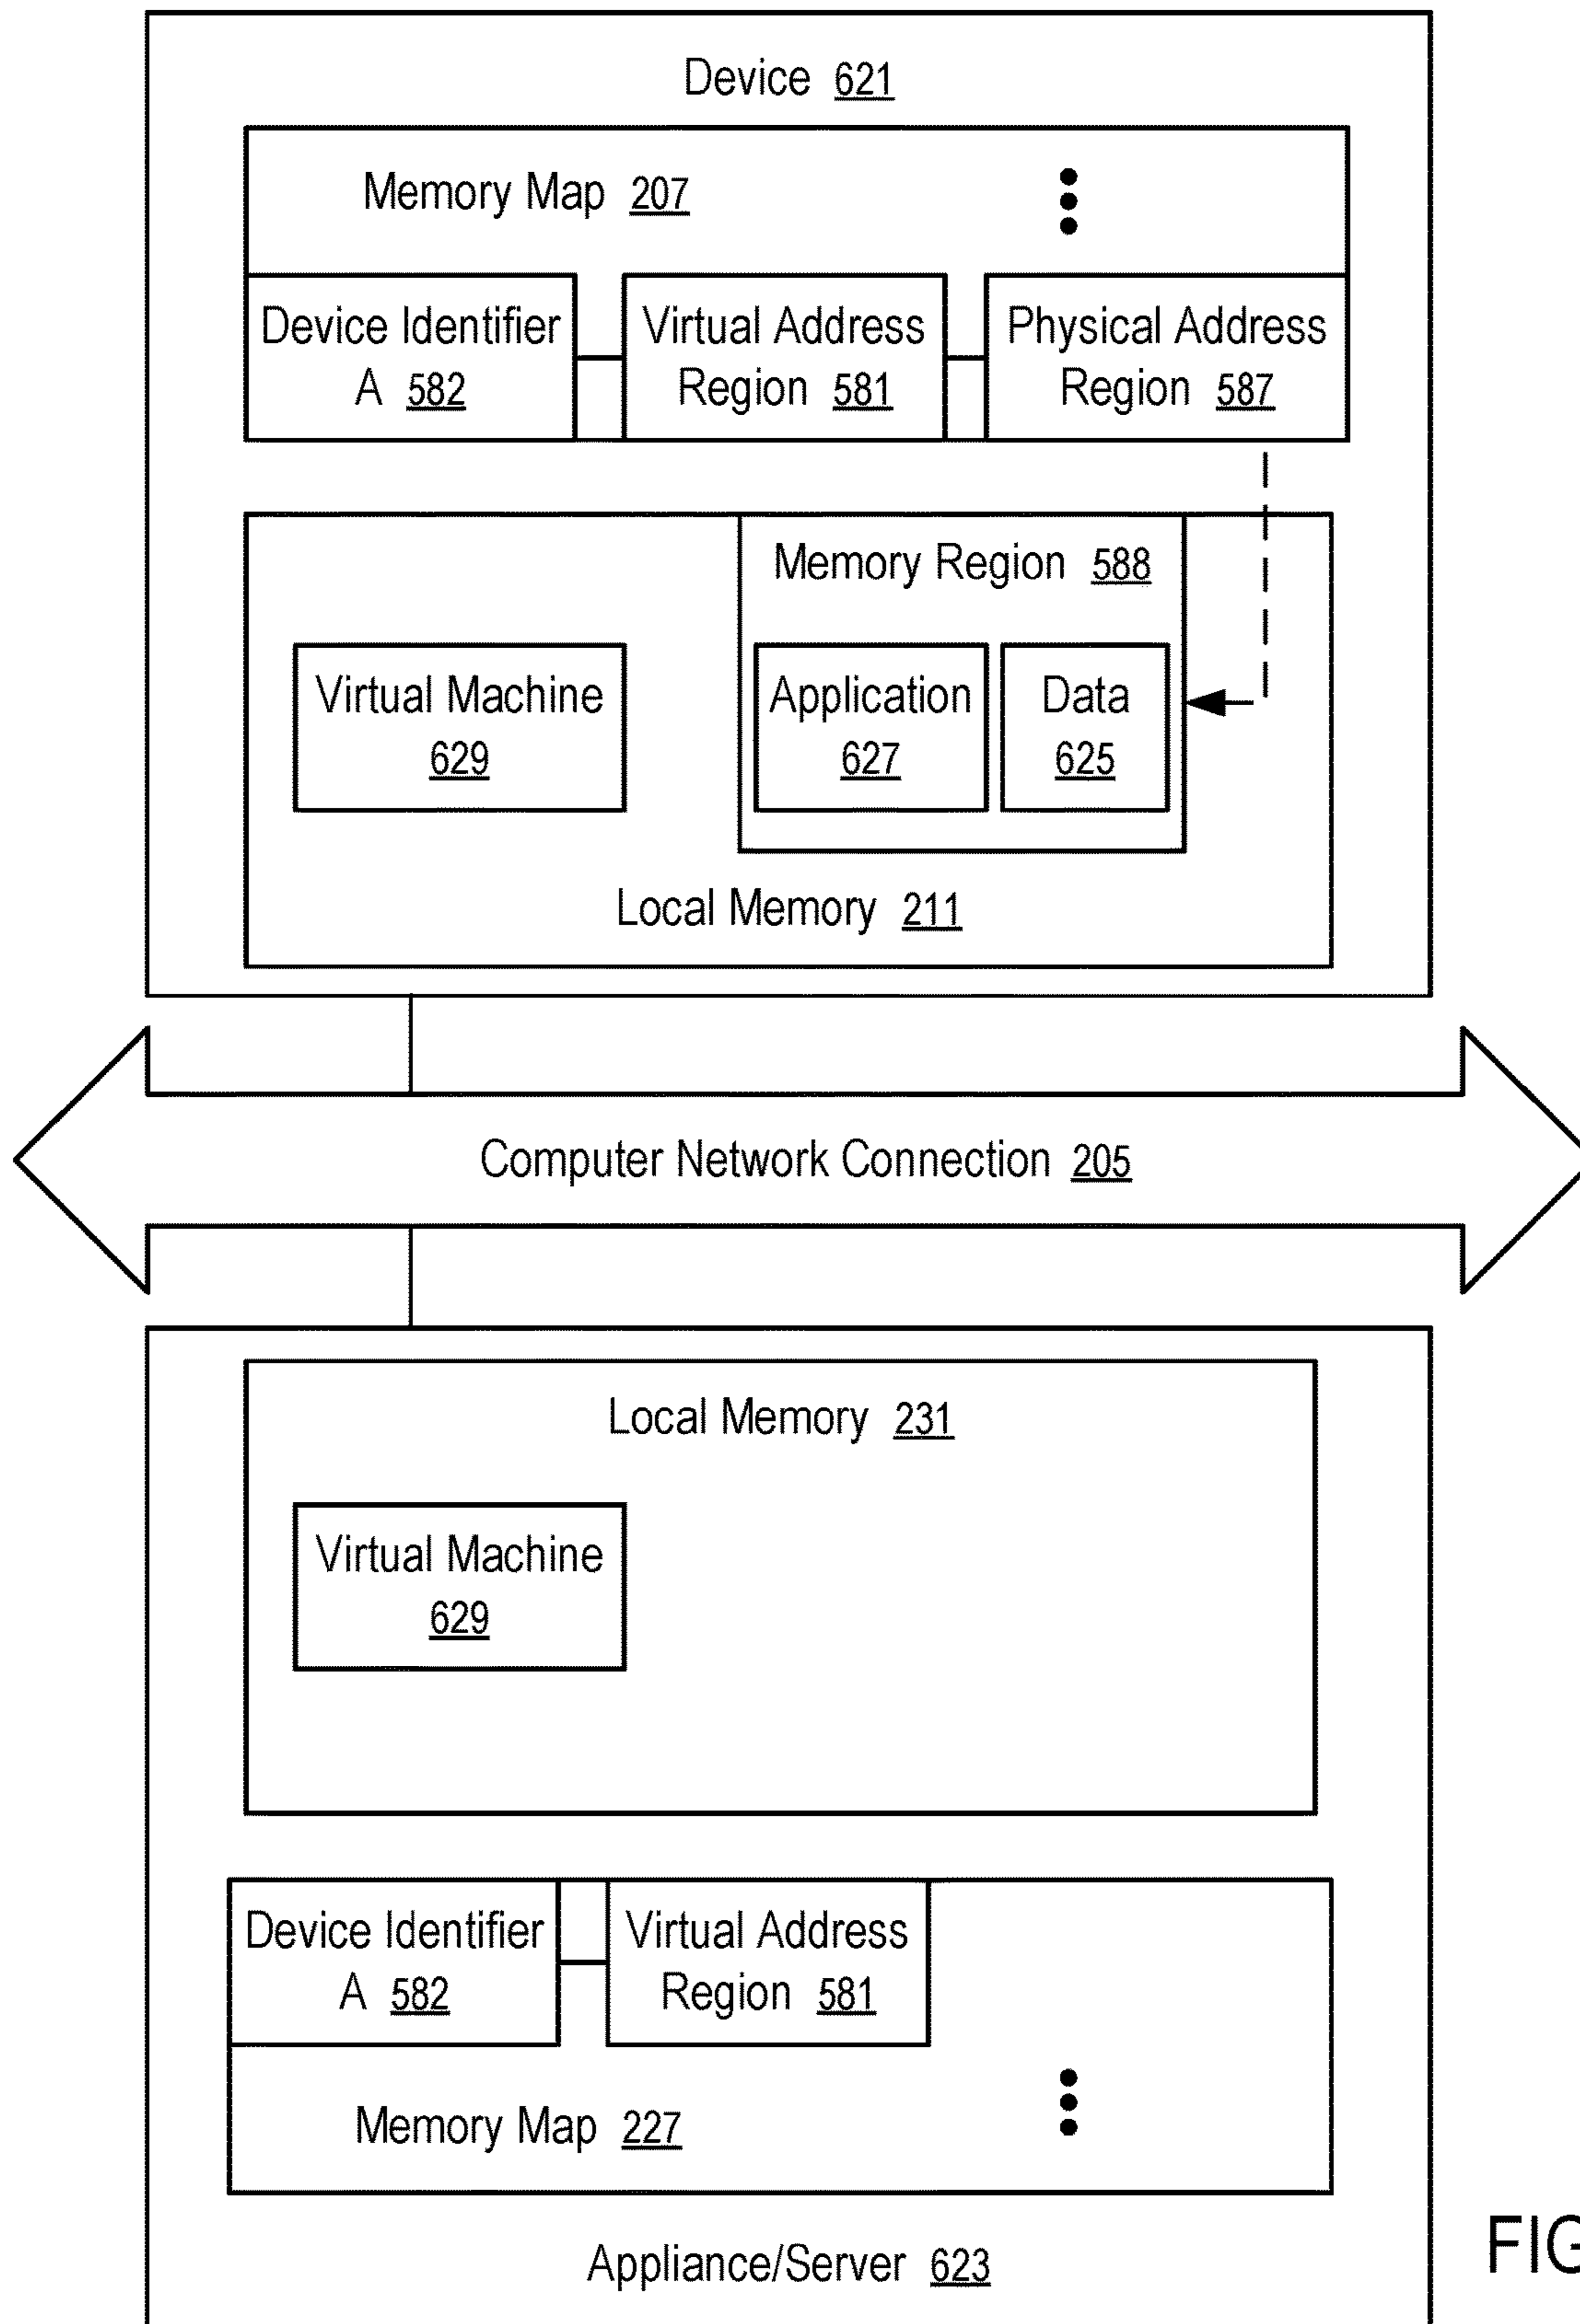 Device 621
Memory Map 207
Device Identifier
A 582
Virtual Address
Region 581
Physical Address
Region 587
Memory Region 588
Virtual Machine
629
Application
627
Data
625
Local Memory 211
Computer Network Connection 205
Local Memory 231
Virtual Machine
629
Device Identifier
A 582
Virtual Address
Region 581
Memory Map 227
Appliance/Server 623